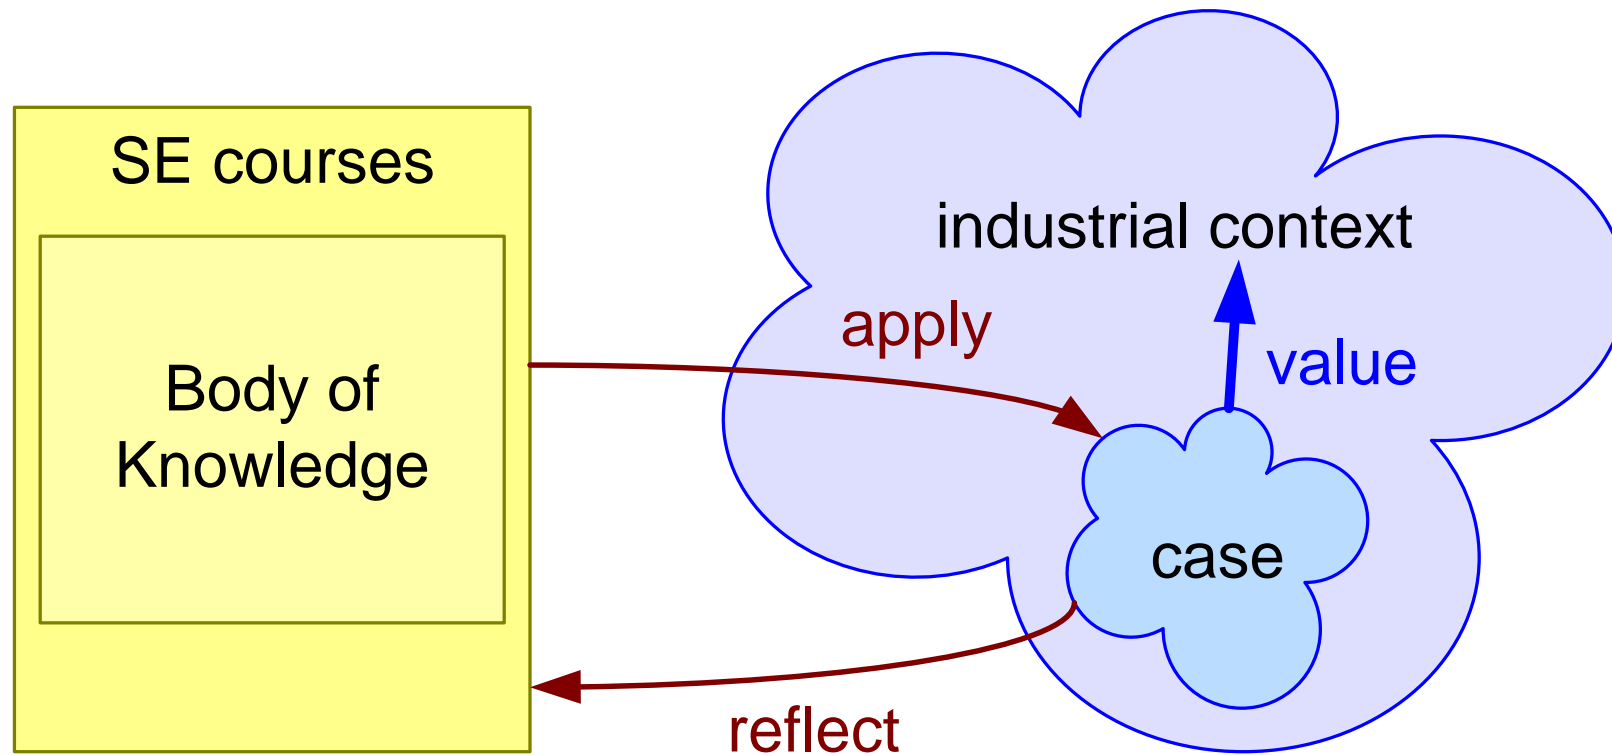 SE courses
Body of
Knowledge
industrial context
apply
value
case
reflect